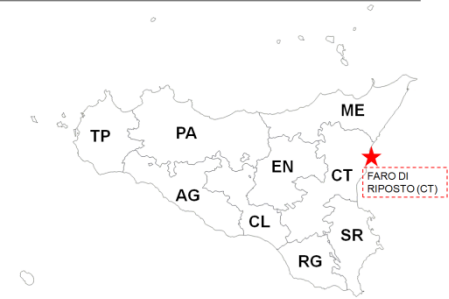 ME
PA
TP
EN
CT
FARO DI
RIPOSTO (CT)
AG
CL
SR
RG